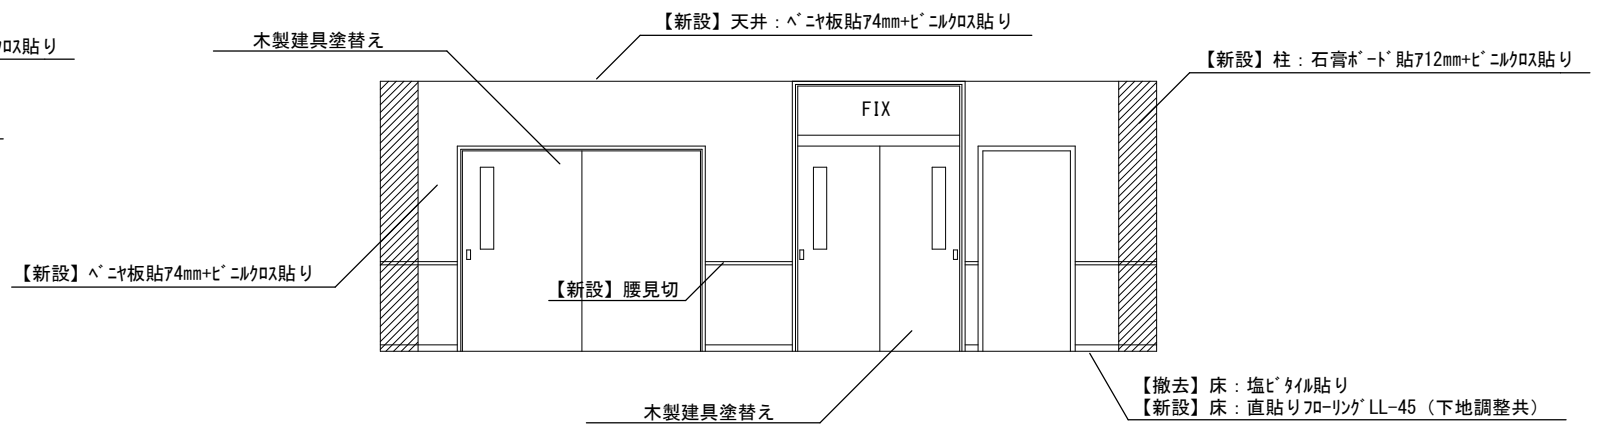 【新設】天井：ﾍﾞﾆﾔ板貼ｱ4mm+ﾋﾞﾆﾙｸﾛｽ貼り
木製建具塗替え
ｸﾛｽ貼り
【新設】柱：石膏ﾎﾞｰﾄﾞ貼ｱ12mm+ﾋﾞﾆﾙｸﾛｽ貼り
FIX
【新設】ﾍﾞﾆﾔ板貼ｱ4mm+ﾋﾞﾆﾙｸﾛｽ貼り
【新設】腰見切
木製建具塗替え
【撤去】床：塩ﾋﾞﾀｲﾙ貼り
【新設】床：直貼りﾌﾛｰﾘﾝｸﾞLL-45（下地調整共）